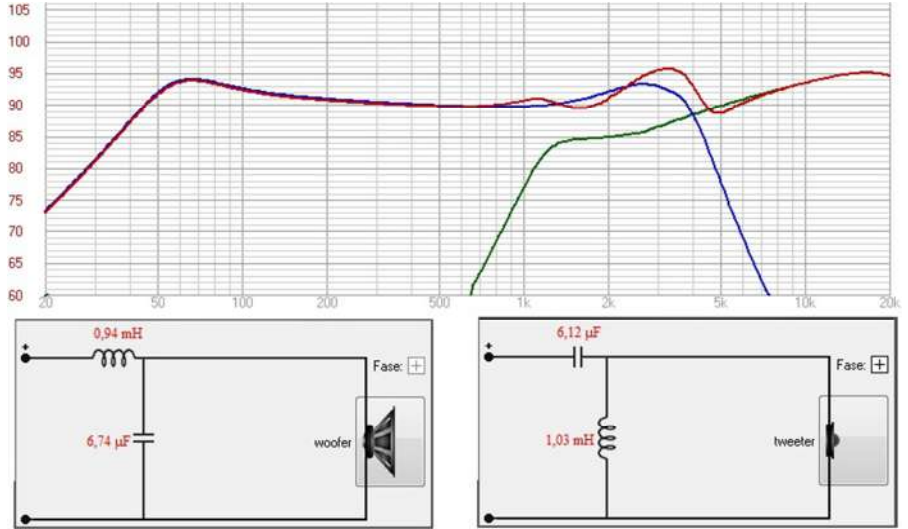 105
100
95
90
85
80
75
70
65
60
20 50 100 200 500 1k 2k 5k 10k 20k
0,94 mH
+
Fase: +
6,74 µF
woofer
6,12 µF
+
Fase: +
1,03 mH
tweeter